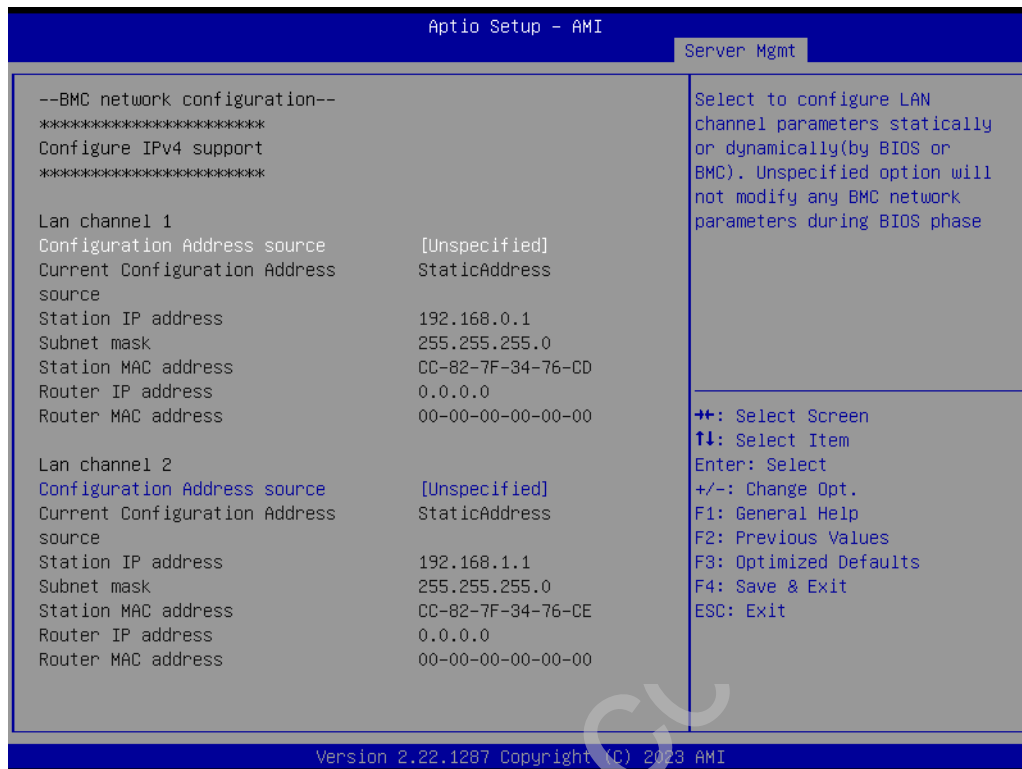 Aptio Setup - AMI
Server Mgmt
--BMC network configuration--
**********************
Configure IPv4 support
**********************
Lan channel 1
Configuration Address source [Unspecified]
Current Configuration Address StaticAddress
source
Station IP address 192.168.0.1
Subnet mask 255.255.255.0
Station MAC address CC-82-7F-34-76-CD
Router IP address 0.0.0.0
Router MAC address 00-00-00-00-00-00
Lan channel 2
Configuration Address source [Unspecified]
Current Configuration Address StaticAddress
source
Station IP address 192.168.1.1
Subnet mask 255.255.255.0
Station MAC address CC-82-7F-34-76-CE
Router IP address 0.0.0.0
Router MAC address 00-00-00-00-00-00
Select to configure LAN
channel parameters statically
or dynamically(by BIOS or
BMC). Unspecified option will
not modify any BMC network
parameters during BIOS phase
→←: Select Screen
↑↓: Select Item
Enter: Select
+/-: Change Opt.
F1: General Help
F2: Previous Values
F3: Optimized Defaults
F4: Save & Exit
ESC: Exit
Version 2.22.1287 Copyright (C) 2023 AMI